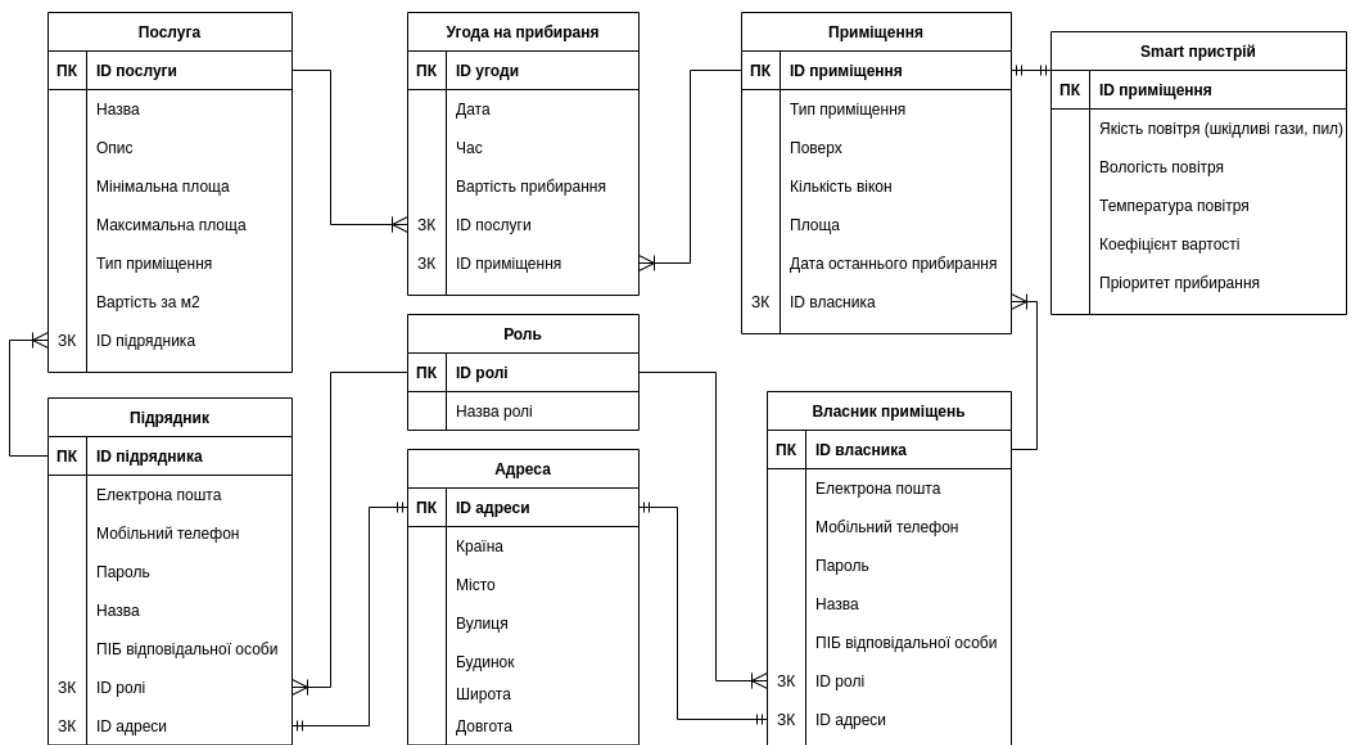 Послуга
ПК ID послуги
Назва
Опис
Мінімальна площа
Максимальна площа
Тип приміщення
Вартість за м2
ЗК ID підрядника
Угода на прибираня
ПК ID угоди
Дата
Час
Вартість прибирання
ЗК ID послуги
ЗК ID приміщення
Приміщення
ПК ID приміщення
Тип приміщення
Поверх
Кількість вікон
Площа
Дата останнього прибирання
ЗК ID власника
Smart пристрій
ПК ID приміщення
Якість повітря (шкідливі гази, пил)
Вологість повітря
Температура повітря
Коефіцієнт вартості
Пріоритет прибирання
Підрядник
ПК ID підрядника
Електрона пошта
Мобільний телефон
Пароль
Назва
ПІБ відповідальної особи
ЗК ID ролі
ЗК ID адреси
Роль
ПК ID ролі
Назва ролі
Адреса
ПК ID адреси
Країна
Місто
Вулиця
Будинок
Широта
Довгота
Власник приміщень
ПК ID власника
Електрона пошта
Мобільний телефон
Пароль
Назва
ПІБ відповідальної особи
ЗК ID ролі
ЗК ID адреси